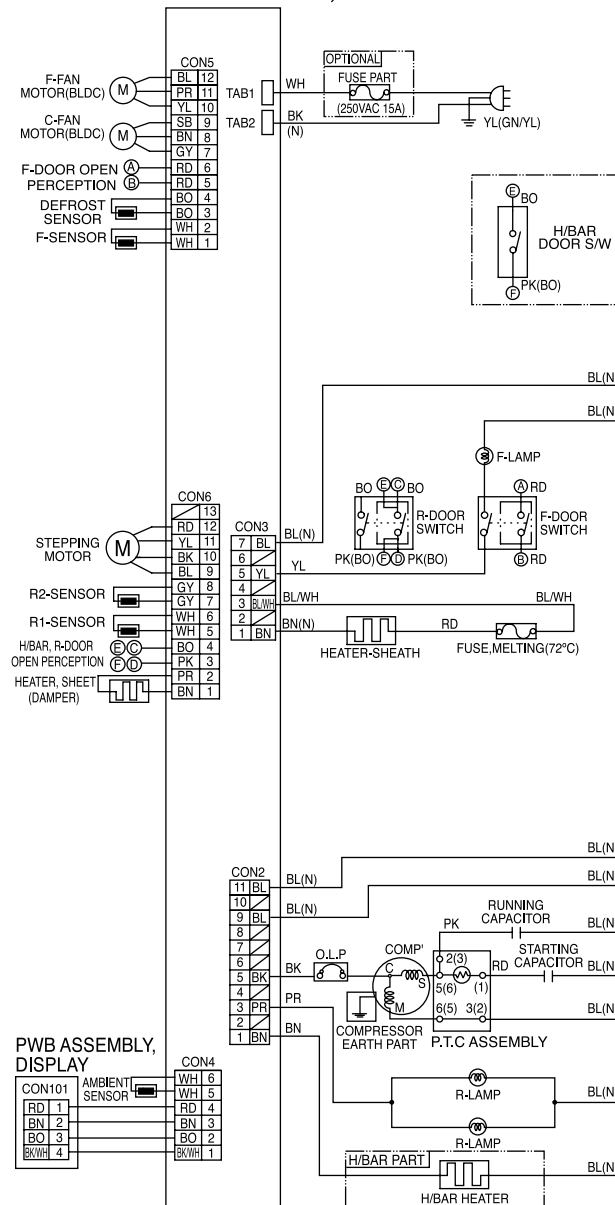 CON5
F-FAN
MOTOR(BLDC)
M
BL 12
PR 11
YL 10
C-FAN
MOTOR(BLDC)
M
SB 9
BN 8
GY 7
F-DOOR OPEN
PERCEPTION
A
B
RD 6
RD 5
DEFROST
SENSOR
BO 4
BO 3
F-SENSOR
WH 2
WH 1
TAB1
WH
TAB2
BK
(N)
OPTIONAL
FUSE PART
(250VAC 15A)
YL(GN/YL)
E
BO
H/BAR
DOOR S/W
F
PK(BO)
BL(N
BL(N
F-LAMP
BO E C BO
R-DOOR
SWITCH
PK(BO) F D PK(BO)
A RD
F-DOOR
SWITCH
B RD
CON6
13
STEPPING
MOTOR
M
RD 12
YL 11
BK 10
BL 9
R2-SENSOR
GY 8
GY 7
R1-SENSOR
WH 6
WH 5
H/BAR, R-DOOR
OPEN PERCEPTION
E C
F D
BO 4
PK 3
HEATER, SHEET
(DAMPER)
PR 2
BN 1
CON3
7 BL
6
5 YL
4
3 BL/WH
2
1 BN
BL(N)
YL
BL/WH
BL/WH
BN(N)
RD
HEATER-SHEATH
FUSE,MELTING(72°C)
CON2
11 BL
10
9 BL
8
7
6
5 BK
4
3 PR
2
1 BN
BL(N)
BL(N
BL(N)
BL(N
BK
O.L.P
COMP'
C
S
M
COMPRESSOR
EARTH PART
PK
RUNNING
CAPACITOR
BL(N
2(3)
5(6)
(1)
RD
STARTING
CAPACITOR
BL(N
6(5)
3(2)
BL(N
P.T.C ASSEMBLY
PR
BN
R-LAMP
BL(N
R-LAMP
H/BAR PART
H/BAR HEATER
BL(N
PWB ASSEMBLY,
DISPLAY
CON101
RD 1
BN 2
BO 3
BK/WH 4
AMBIENT
SENSOR
CON4
WH 6
WH 5
RD 4
BN 3
BO 2
BK/WH 1